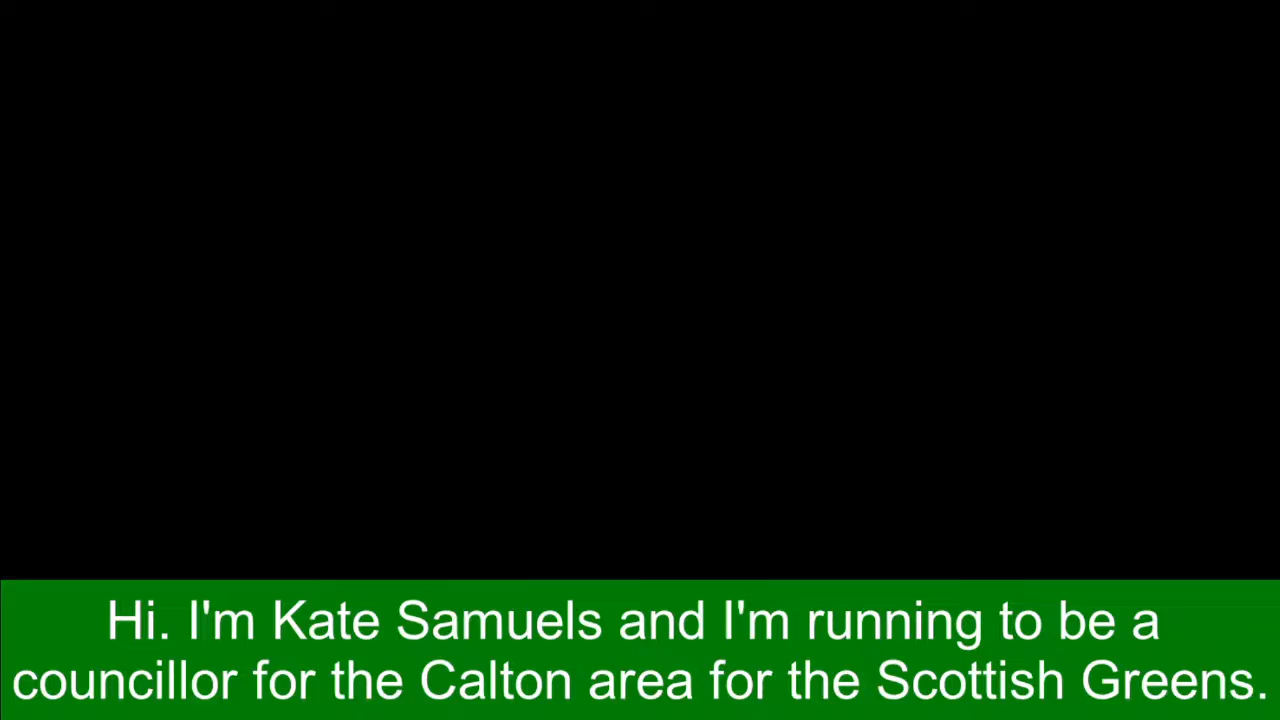 Hi. I'm Kate Samuels and I'm running to be a
councillor for the Calton area for the Scottish Greens.